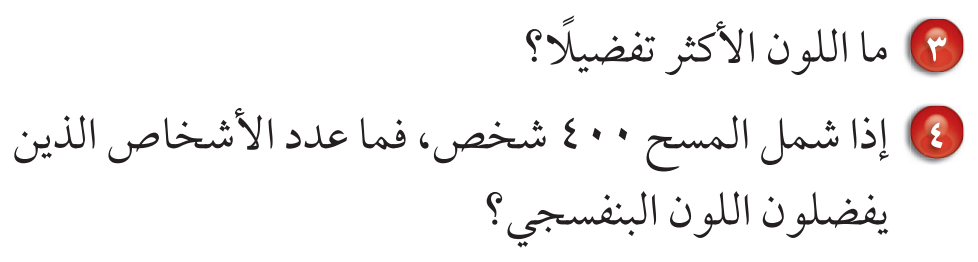 ٣ ما اللون الأكثر تفضيلًا؟
٤ إذا شمل المسح ٤٠٠ شخص، فما عدد الأشخاص الذين
يفضلون اللون البنفسجي؟